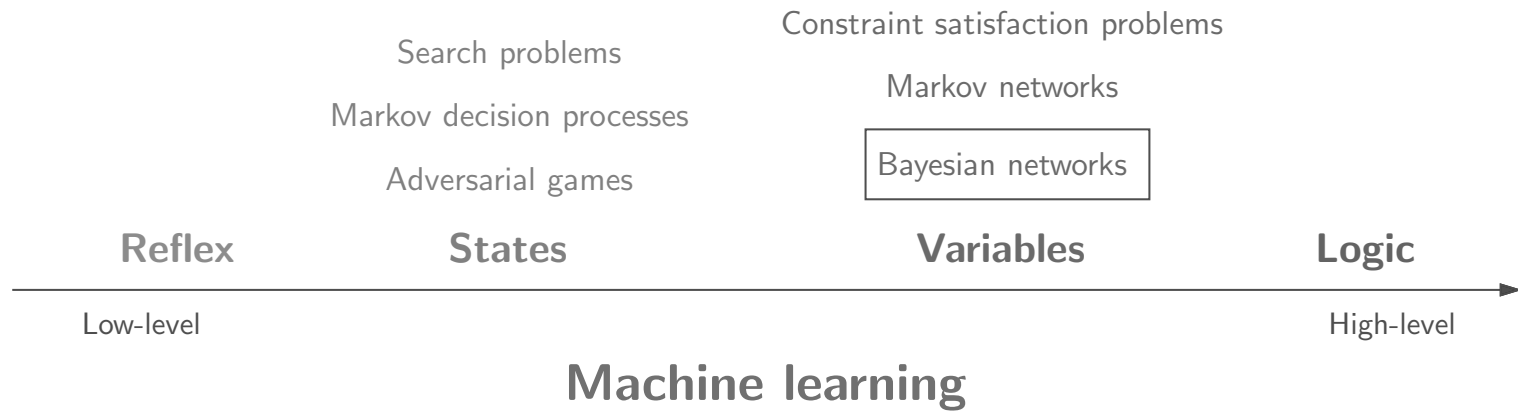 Constraint satisfaction problems
Search problems
Markov networks
Markov decision processes
Bayesian networks
Adversarial games
Reflex States Variables Logic
Low-level High-level
Machine learning